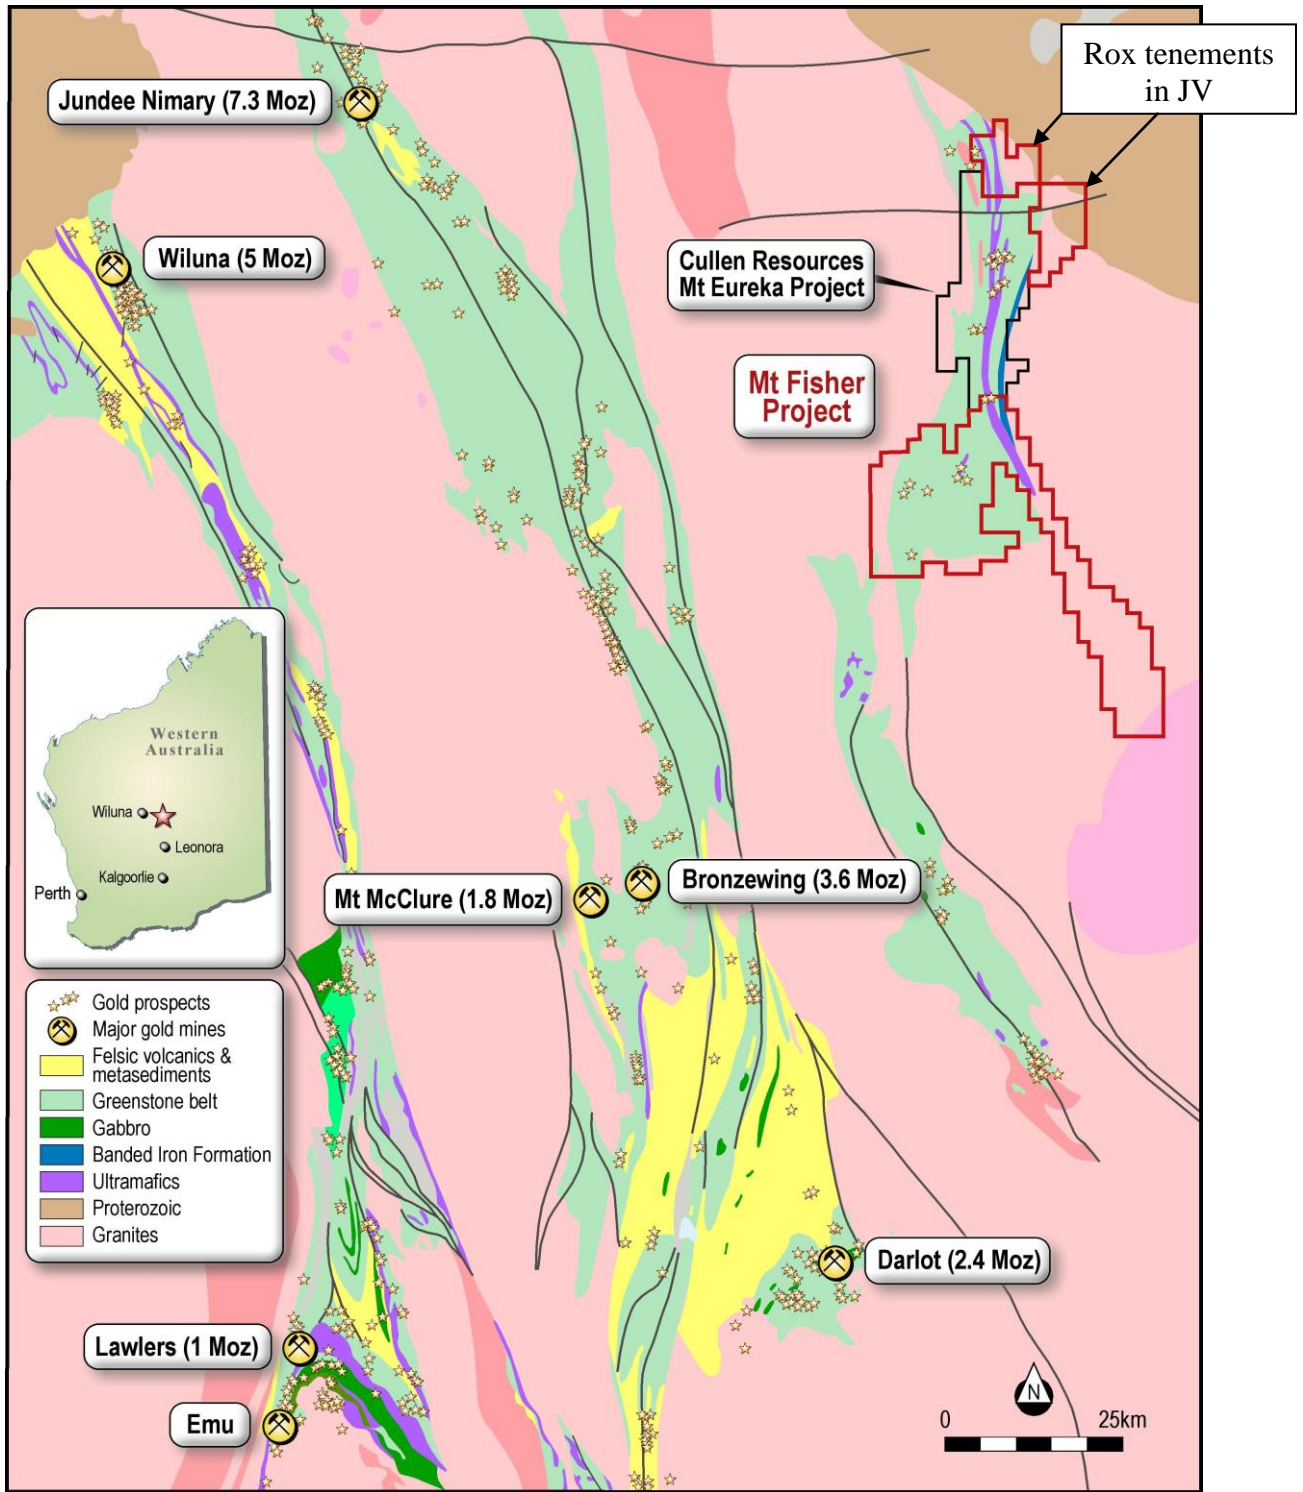 Rox tenements
in JV
Jundee Nimary (7.3 Moz)
Wiluna (5 Moz)
Cullen Resources
Mt Eureka Project
Mt Fisher
Project
Western
Australia
Wiluna
Leonora
Kalgoorlie
Perth
Mt McClure (1.8 Moz)
Bronzewing (3.6 Moz)
Gold prospects
Major gold mines
Felsic volcanics &
metasediments
Greenstone belt
Gabbro
Banded Iron Formation
Ultramafics
Proterozoic
Granites
Darlot (2.4 Moz)
Lawlers (1 Moz)
Emu
N
0 25km